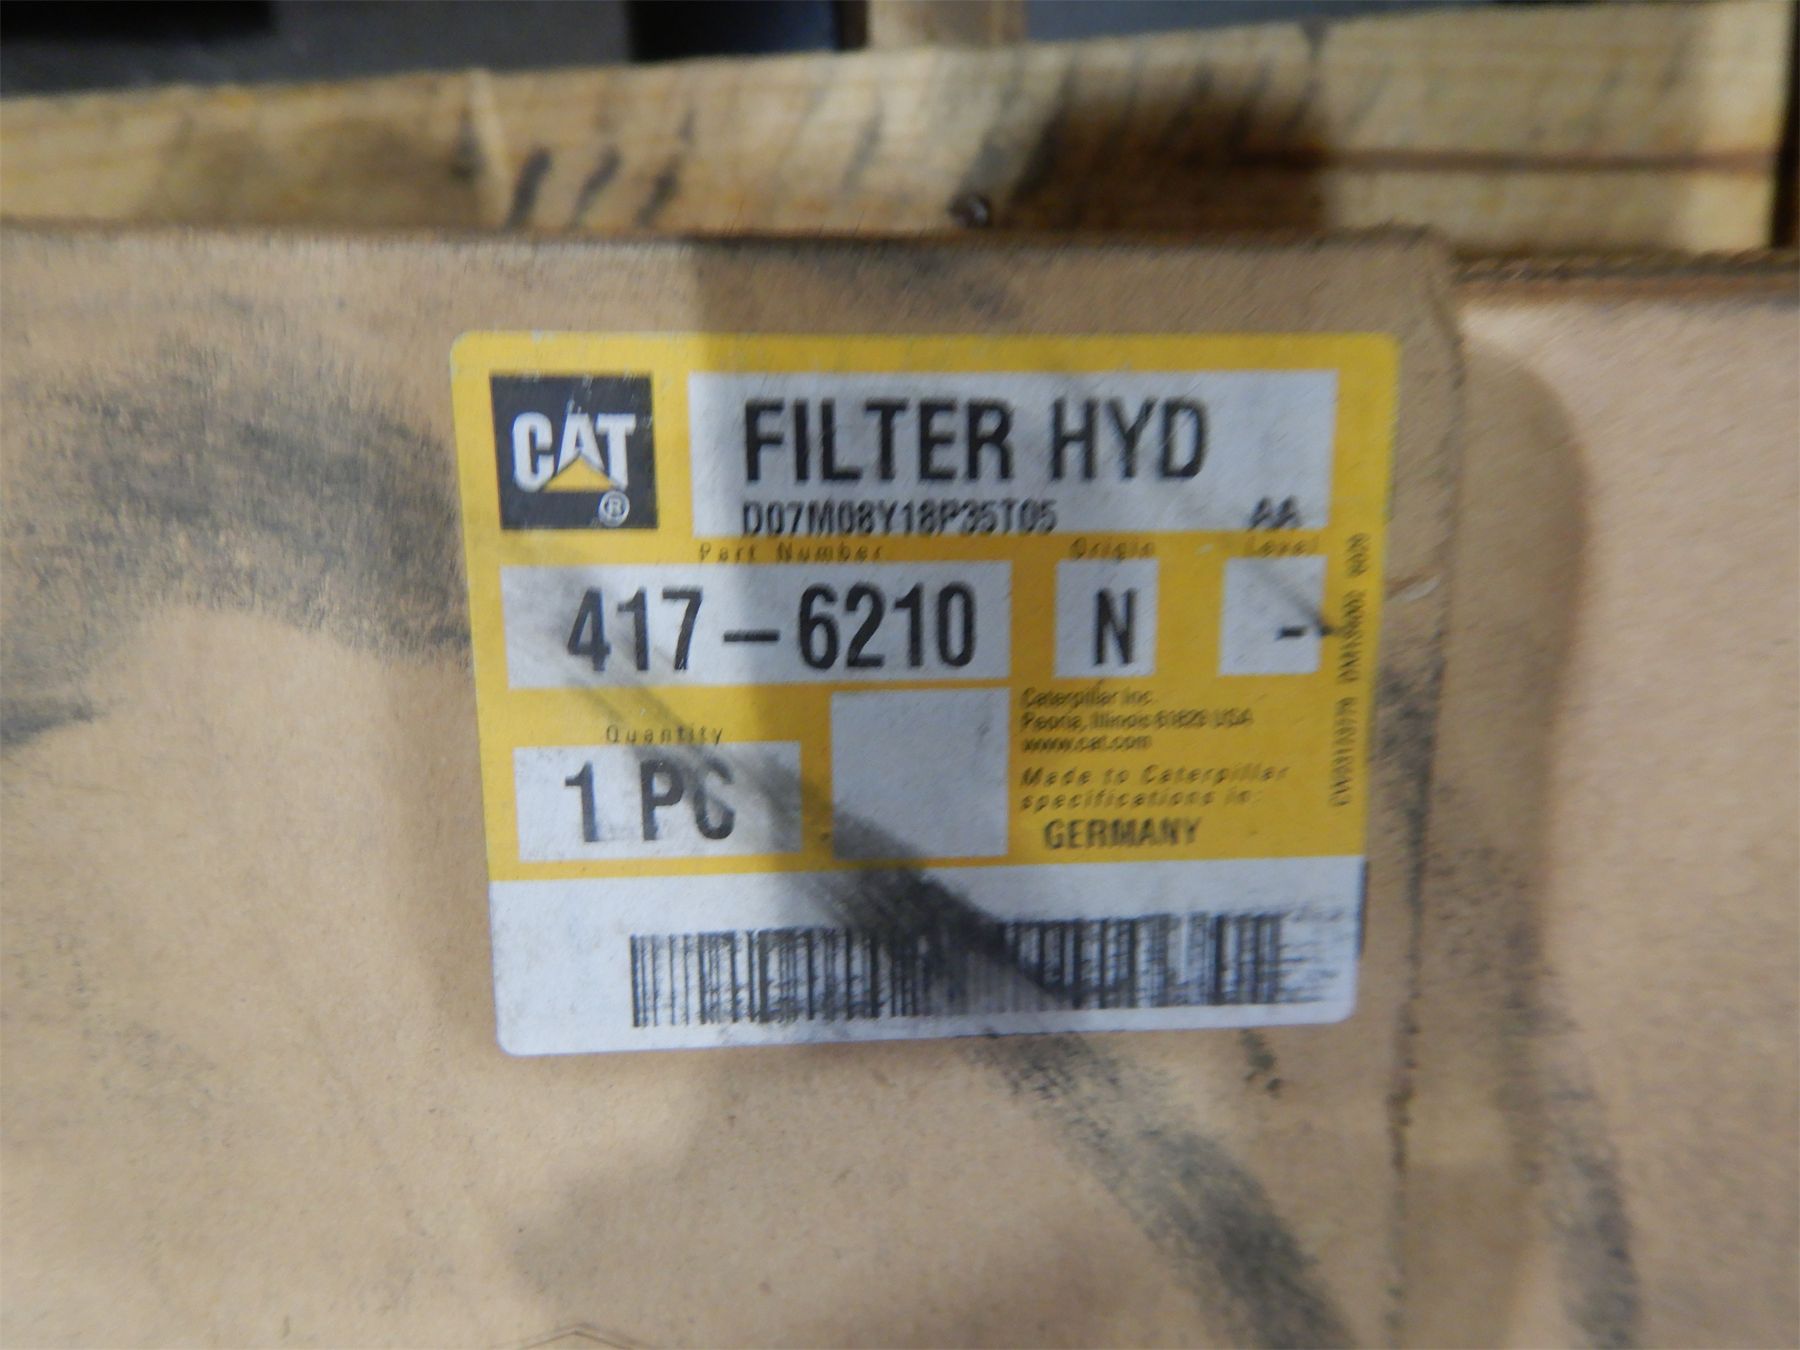 CAT
®
FILTER HYD
D07M08Y18P35T05 AA
Part Number Origin Level
417-6210 N -
Quantity
1 PC
Caterpillar Inc.
Peoria, Illinois 61629 USA
www.cat.com
Made to Caterpillar
specifications in:
GERMANY